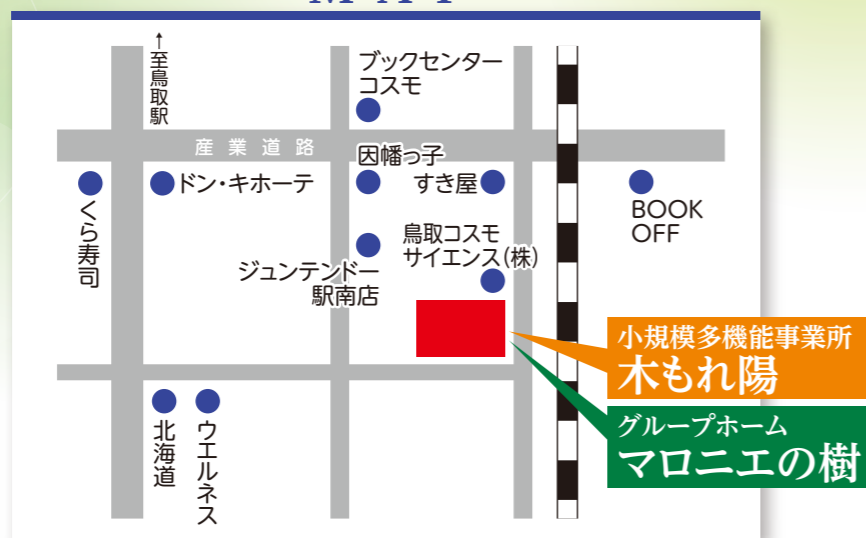 MAP
↑至鳥取駅
ブックセンター
コスモ
産業道路
因幡っ子
くら寿司
ドン・キホーテ
すき屋
BOOK
OFF
鳥取コスモ
サイエンス(株)
ジュンテンドー
駅南店
小規模多機能事業所
木もれ陽
グループホーム
マロニエの樹
北海道
ウエルネス